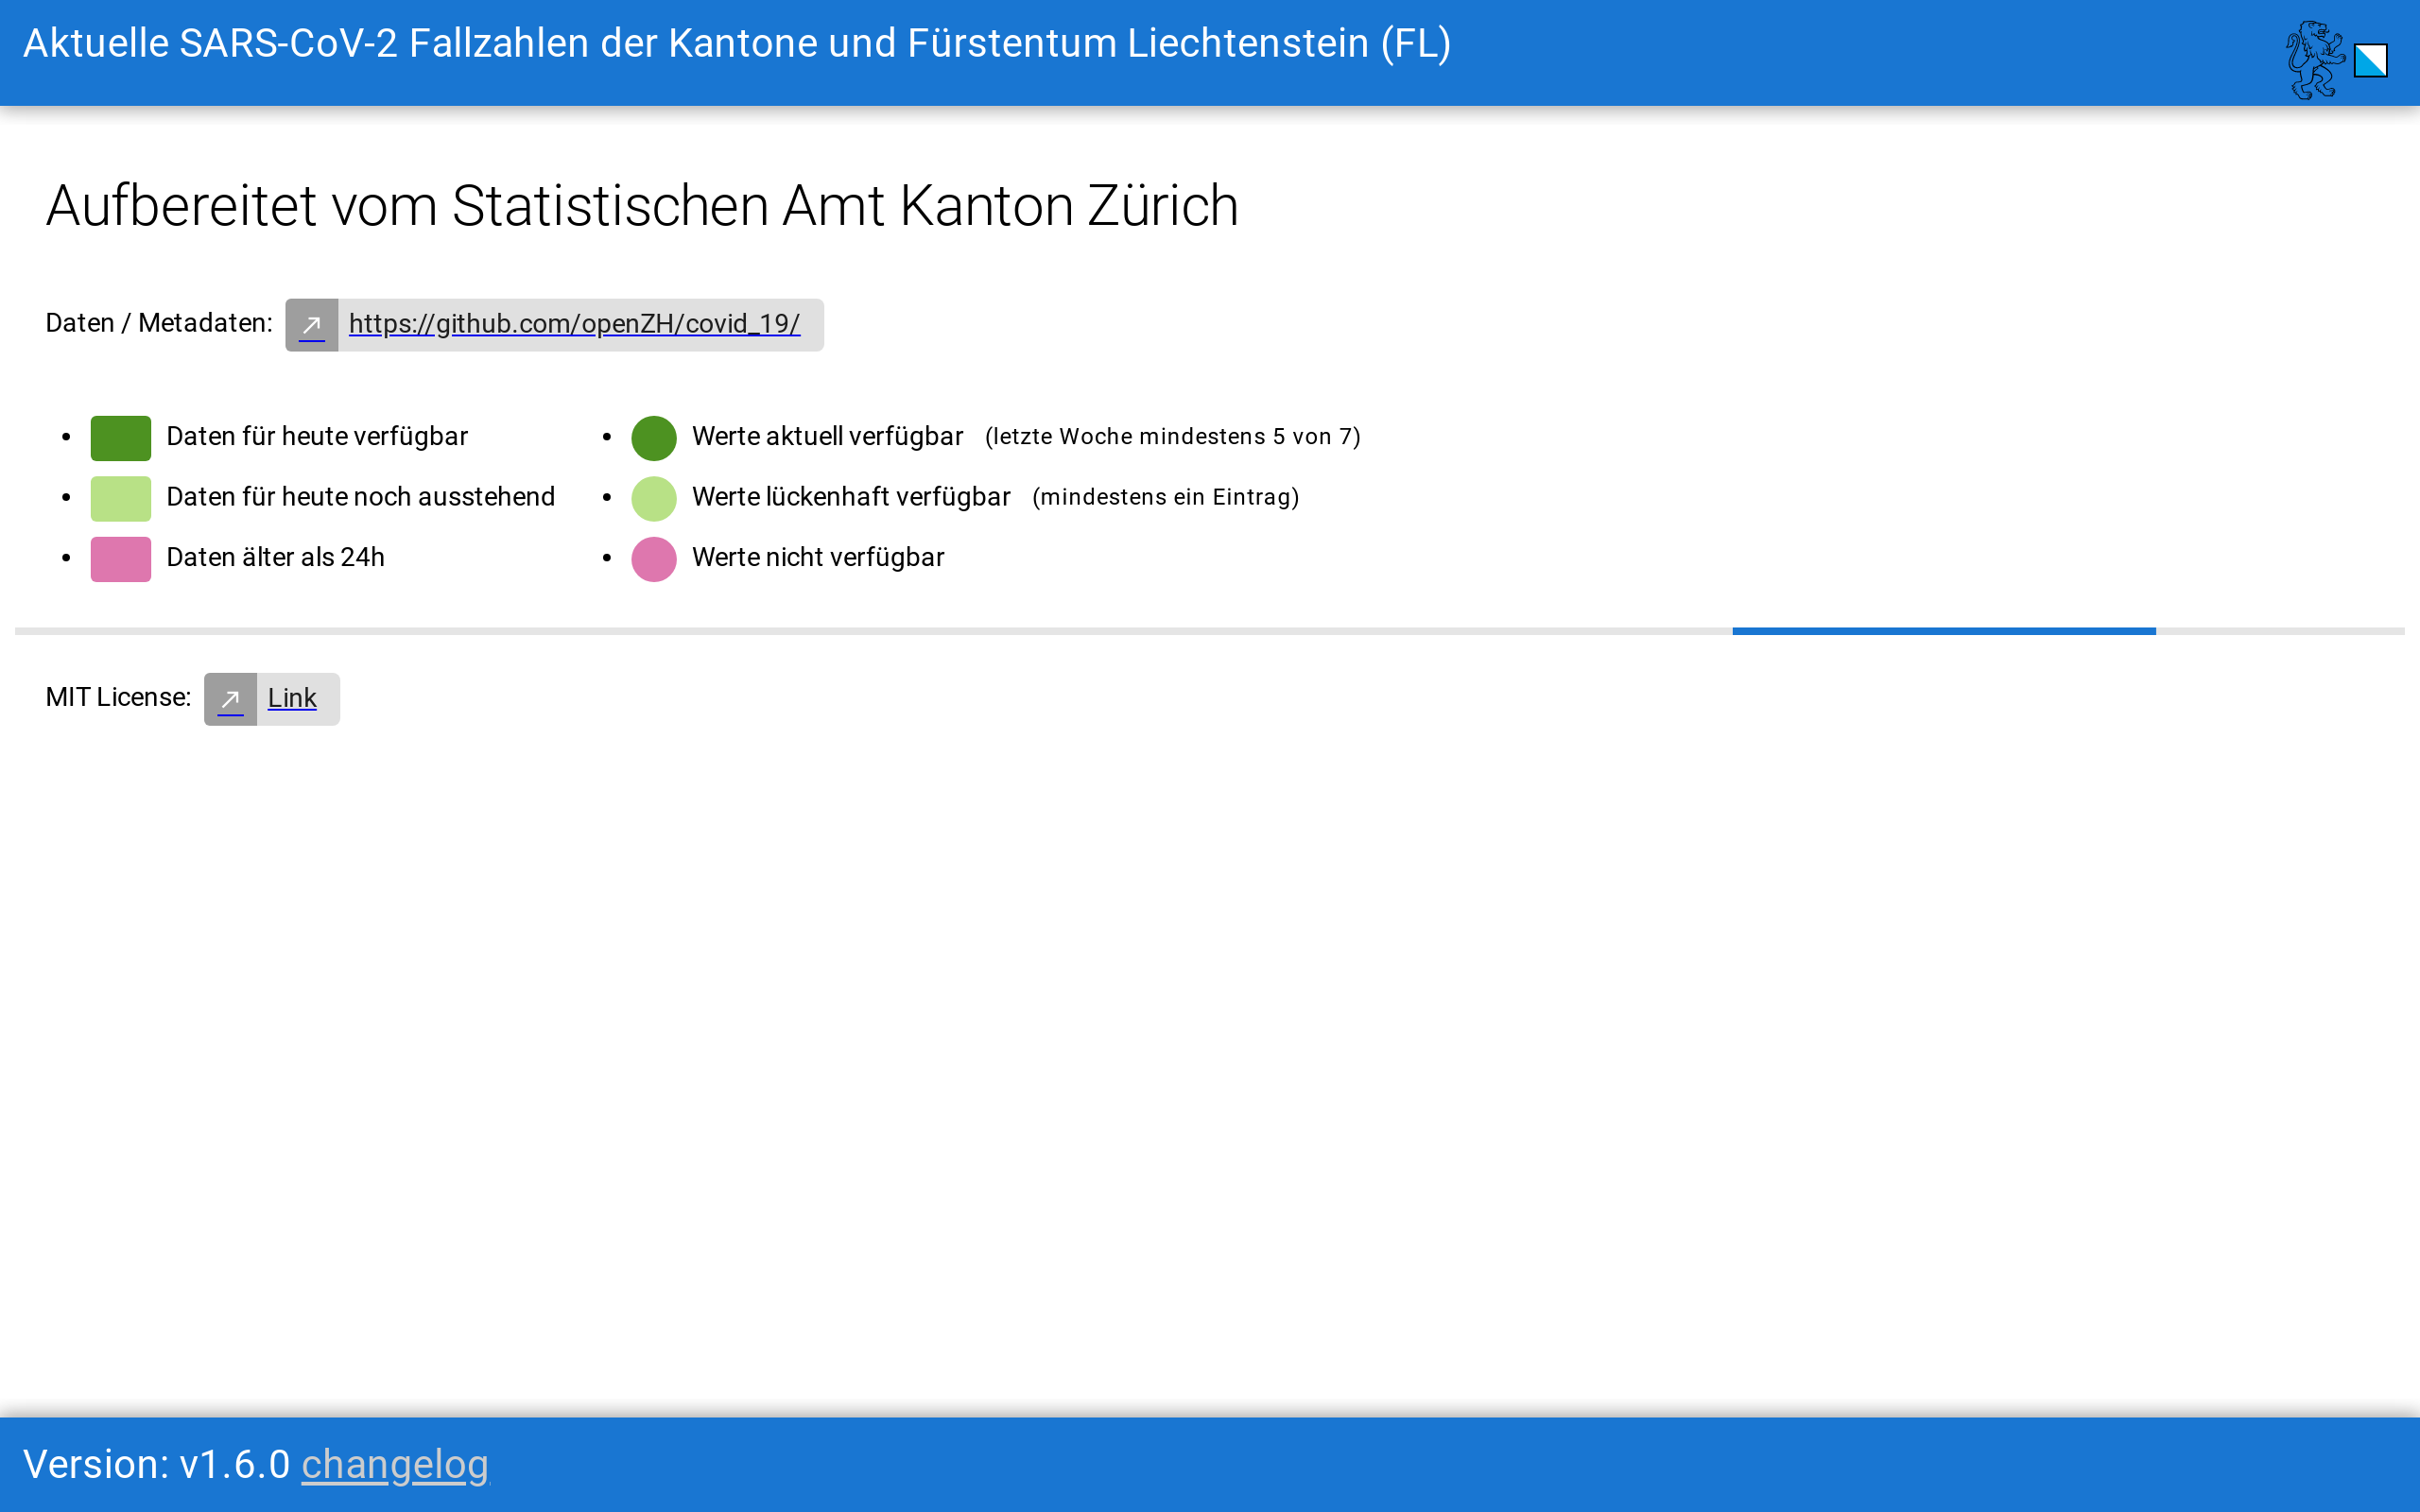 Aktuelle SARS-CoV-2 Fallzahlen der Kantone und Fürstentum Liechtenstein (FL)
Aufbereitet vom Statistischen Amt Kanton Zürich
Daten / Metadaten: https://github.com/openZH/covid_19/
Daten für heute verfügbar
Daten für heute noch ausstehend
Daten älter als 24h
Werte aktuell verfügbar (letzte Woche mindestens 5 von 7)
Werte lückenhaft verfügbar (mindestens ein Eintrag)
Werte nicht verfügbar
MIT License: Link
Version: v1.6.0 changelog